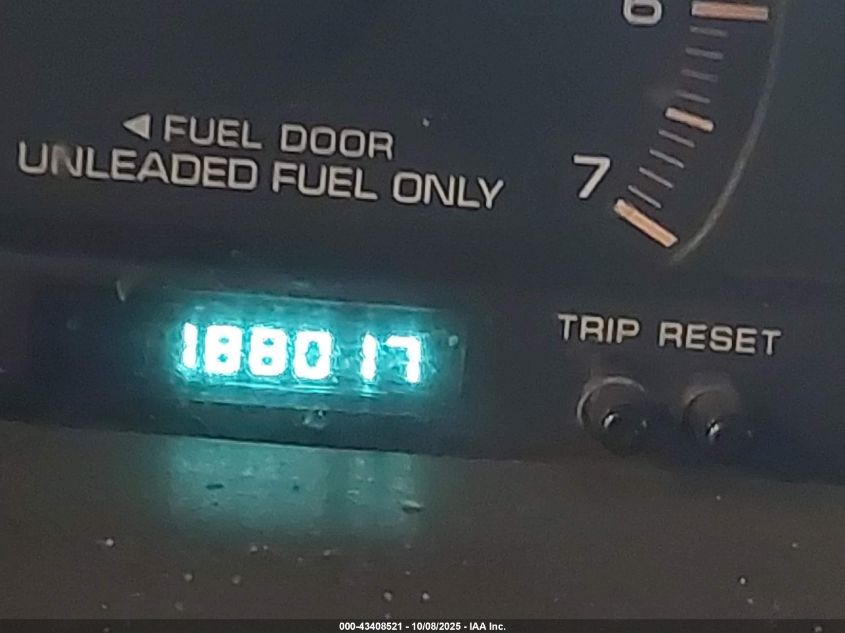 6
◀ FUEL DOOR
UNLEADED FUEL ONLY
7
188017
TRIP RESET
000-43408521 - 10/08/2025 - IAA Inc.